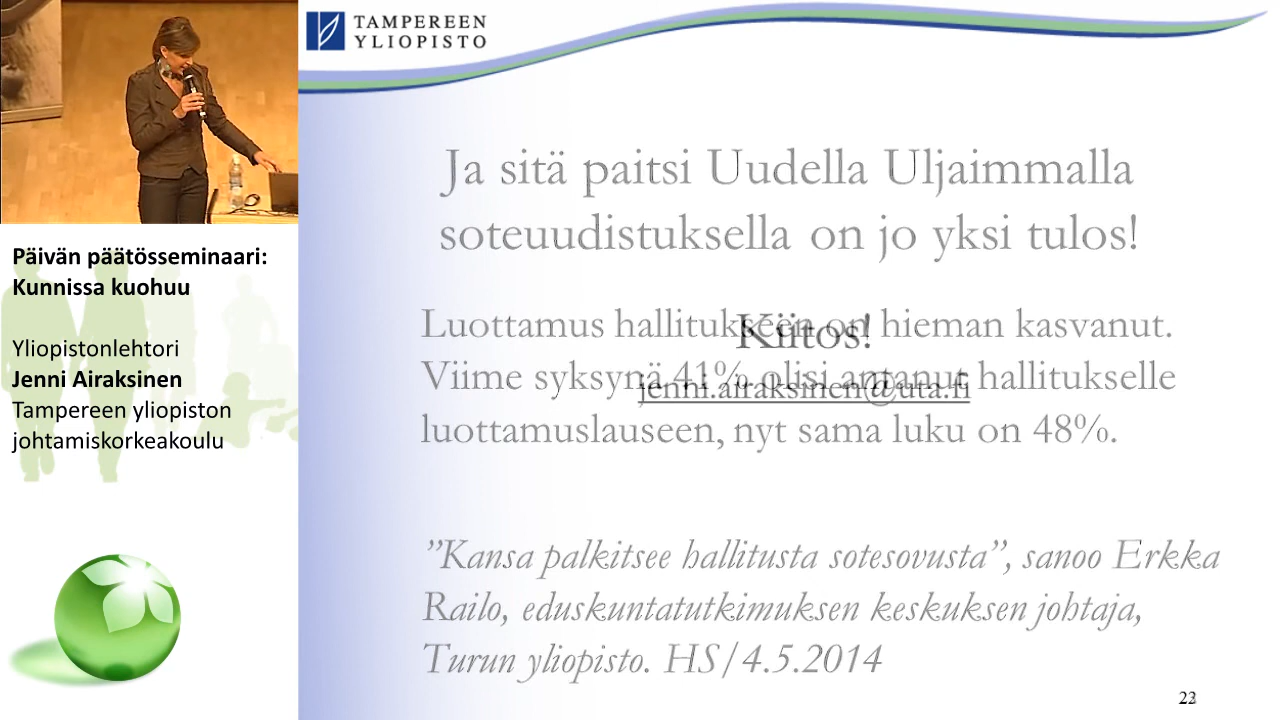 TAMPEREEN
YLIOPISTO
Päivän päätösseminaari:
Kunnissa kuohuu
Yliopistonlehtori
Jenni Airaksinen
Tampereen yliopiston
johtamiskorkeakoulu
Ja sitä paitsi Uudella Uljaimmalla
soteuudistuksella on jo yksi tulos!
Luottamus hallitukseen on hieman kasvanut.
Kiitos!
Viime syksynä 41% olisi antanut hallitukselle
jenni.airaksinen@uta.fi
luottamuslauseen, nyt sama luku on 48%.
”Kansa palkitsee hallitusta sotesovusta”, sanoo Erkka
Railo, eduskuntatutkimuksen keskuksen johtaja,
Turun yliopisto. HS/4.5.2014